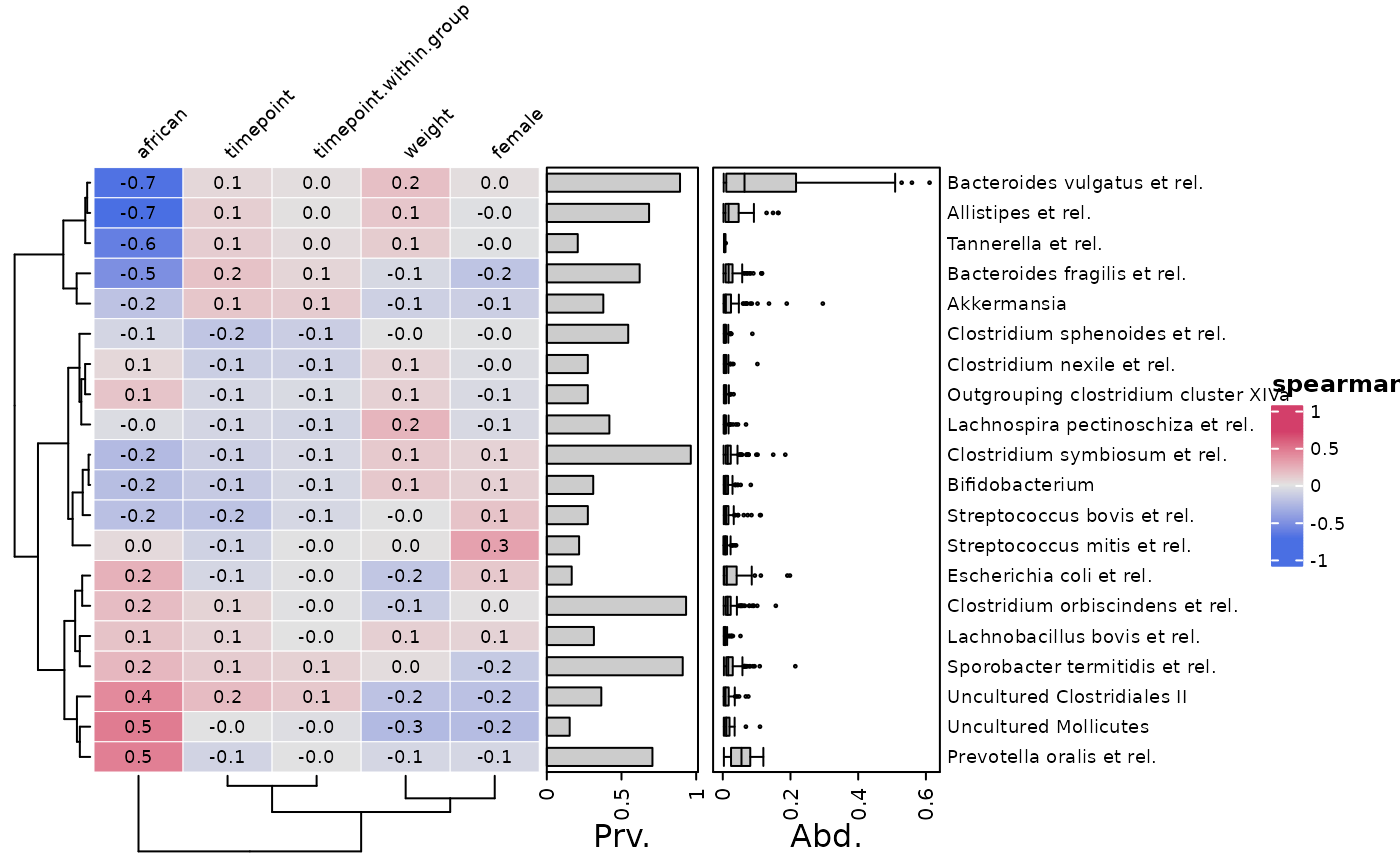 african timepoint timepoint.within.group weight female
-0.7 0.1 0.0 0.2 0.0 Bacteroides vulgatus et rel.
-0.7 0.1 0.0 0.1 -0.0 Allistipes et rel.
-0.6 0.1 0.0 0.1 -0.0 Tannerella et rel.
-0.5 0.2 0.1 -0.1 -0.2 Bacteroides fragilis et rel.
-0.2 0.1 0.1 -0.1 -0.1 Akkermansia
-0.1 -0.2 -0.1 -0.0 -0.0 Clostridium sphenoides et rel.
0.1 -0.1 -0.1 0.1 -0.0 Clostridium nexile et rel.
0.1 -0.1 -0.1 0.1 -0.1 Outgrouping clostridium cluster XIVa
-0.0 -0.1 -0.1 0.2 -0.1 Lachnospira pectinoschiza et rel.
-0.2 -0.1 -0.1 0.1 0.1 Clostridium symbiosum et rel.
-0.2 -0.1 -0.1 0.1 0.1 Bifidobacterium
-0.2 -0.2 -0.1 -0.0 0.1 Streptococcus bovis et rel.
0.0 -0.1 -0.0 0.0 0.3 Streptococcus mitis et rel.
0.2 -0.1 -0.0 -0.2 0.1 Escherichia coli et rel.
0.2 0.1 -0.0 -0.1 0.0 Clostridium orbiscindens et rel.
0.1 0.1 -0.0 0.1 0.1 Lachnobacillus bovis et rel.
0.2 0.1 0.1 0.0 -0.2 Sporobacter termitidis et rel.
0.4 0.2 0.1 -0.2 -0.2 Uncultured Clostridiales II
0.5 -0.0 -0.0 -0.3 -0.2 Uncultured Mollicutes
0.5 -0.1 -0.0 -0.1 -0.1 Prevotella oralis et rel.
0 0.5 1
Prv.
0 0.2 0.4 0.6
Abd.
spearman
1
0.5
0
-0.5
-1